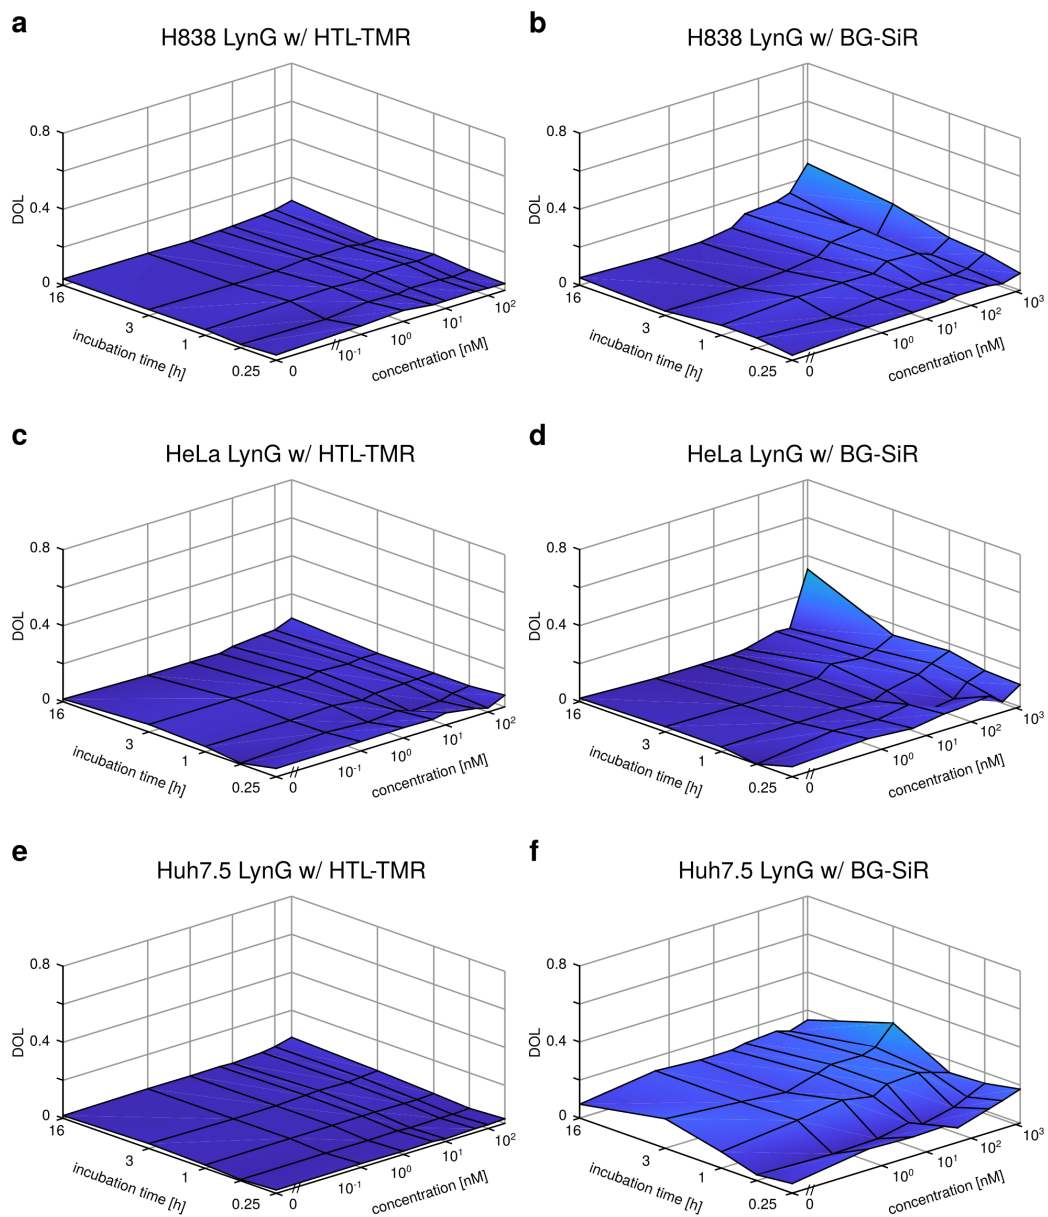 a
H838 LynG w/ HTL-TMR
0.8
0.4
0
DOL
16
3
1
0.25
incubation time [h]
0
10-1
100
101
102
concentration [nM]
b
H838 LynG w/ BG-SiR
0.8
0.4
0
DOL
16
3
1
0.25
incubation time [h]
0
100
101
102
103
concentration [nM]
c
HeLa LynG w/ HTL-TMR
0.8
0.4
0
DOL
16
3
1
0.25
incubation time [h]
0
10-1
100
101
102
concentration [nM]
d
HeLa LynG w/ BG-SiR
0.8
0.4
0
DOL
16
3
1
0.25
incubation time [h]
0
100
101
102
103
concentration [nM]
e
Huh7.5 LynG w/ HTL-TMR
0.8
0.4
0
DOL
16
3
1
0.25
incubation time [h]
0
10-1
100
101
102
concentration [nM]
f
Huh7.5 LynG w/ BG-SiR
0.8
0.4
0
DOL
16
3
1
0.25
incubation time [h]
0
100
101
102
103
concentration [nM]